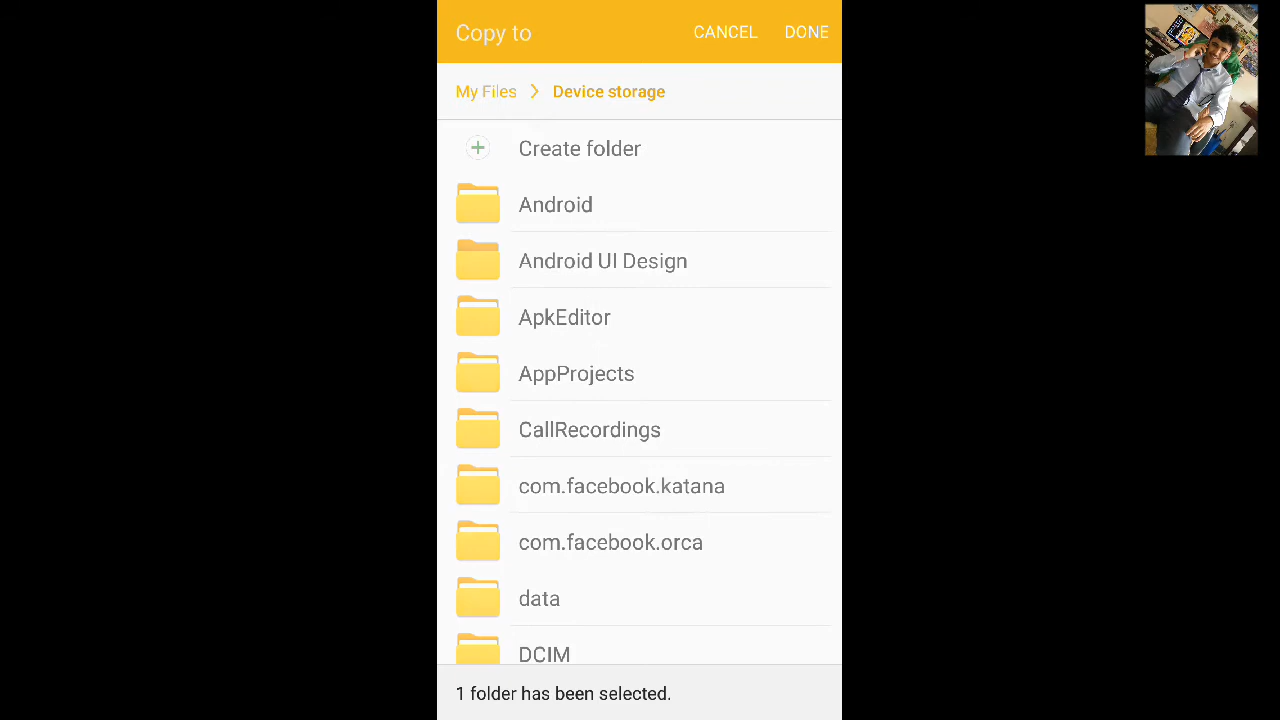 Copy to CANCEL DONE
My Files > Device storage
+ Create folder
Android
Android UI Design
ApkEditor
AppProjects
CallRecordings
com.facebook.katana
com.facebook.orca
data
DCIM
1 folder has been selected.